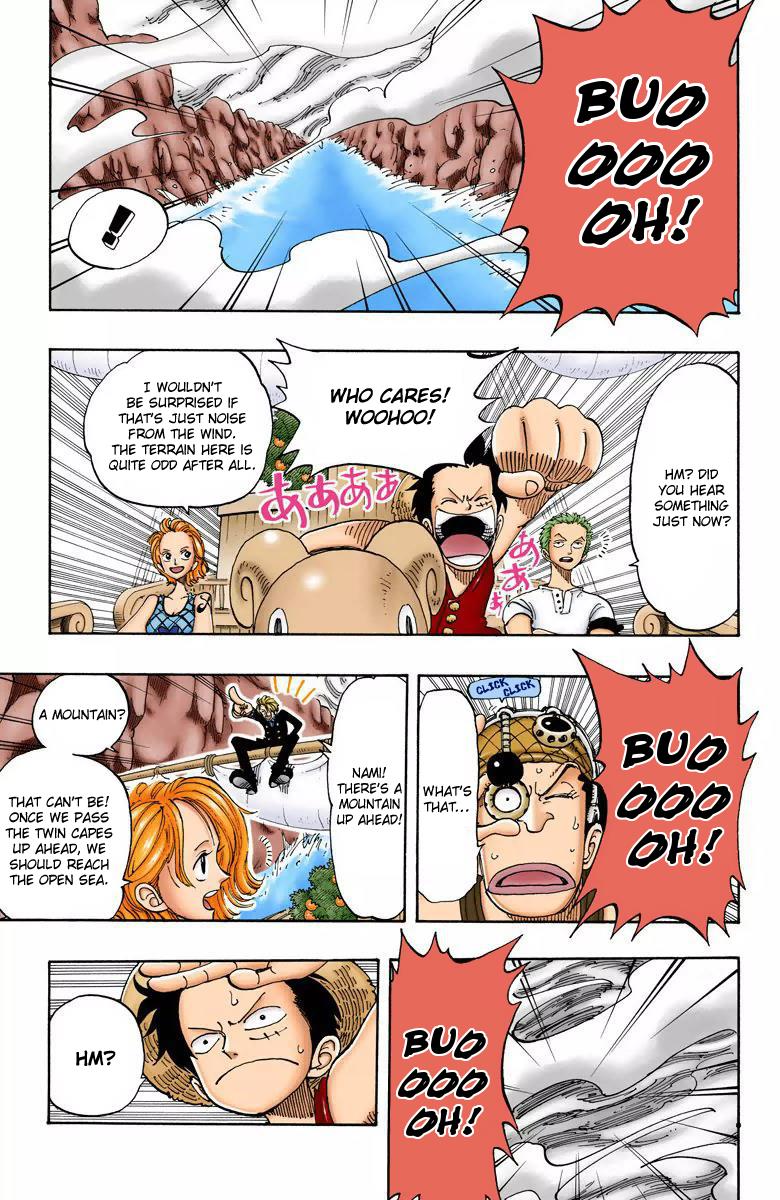 BUO
OOO
OH!
!
HM? DID
YOU HEAR
SOMETHING
JUST NOW?
WHO CARES!
WOOHOO!
I WOULDN'T
BE SURPRISED IF
THAT'S JUST NOISE
FROM THE WIND.
THE TERRAIN HERE IS
QUITE ODD AFTER ALL.
ああああ
あああ
BUO
OOO
OH!
CLICK
CLICK
WHAT'S
THAT...
NAMI!
THERE'S A
MOUNTAIN
UP AHEAD!
A MOUNTAIN?
THAT CAN'T BE!
ONCE WE PASS
THE TWIN CAPES
UP AHEAD, WE
SHOULD REACH
THE OPEN SEA.
BUO
OOO
OH!
HM?